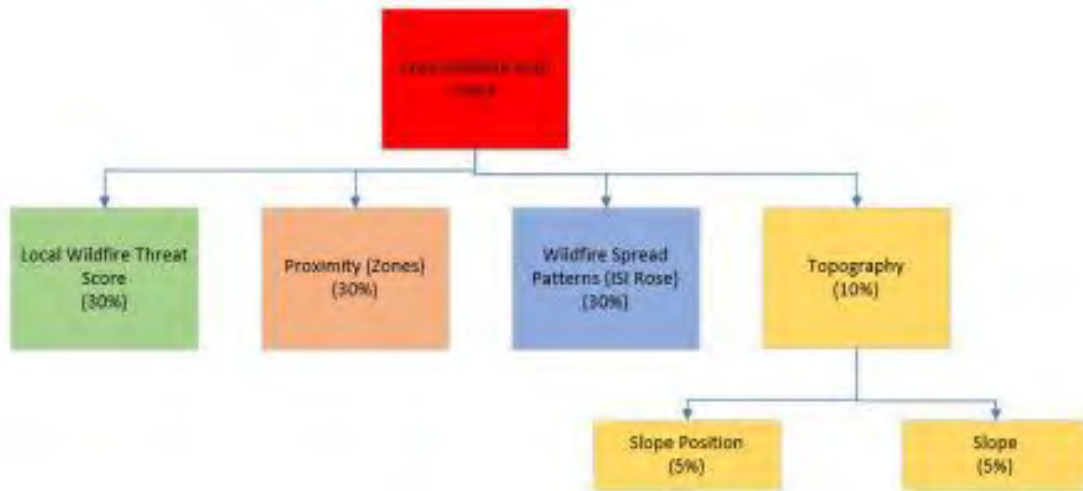 Local Wildfire Threat
Score
(30%)
Proximity (Zones)
(30%)
Wildfire Spread
Patterns (ISI Rose)
(30%)
Topography
(10%)
Slope Position
(5%)
Slope
(5%)